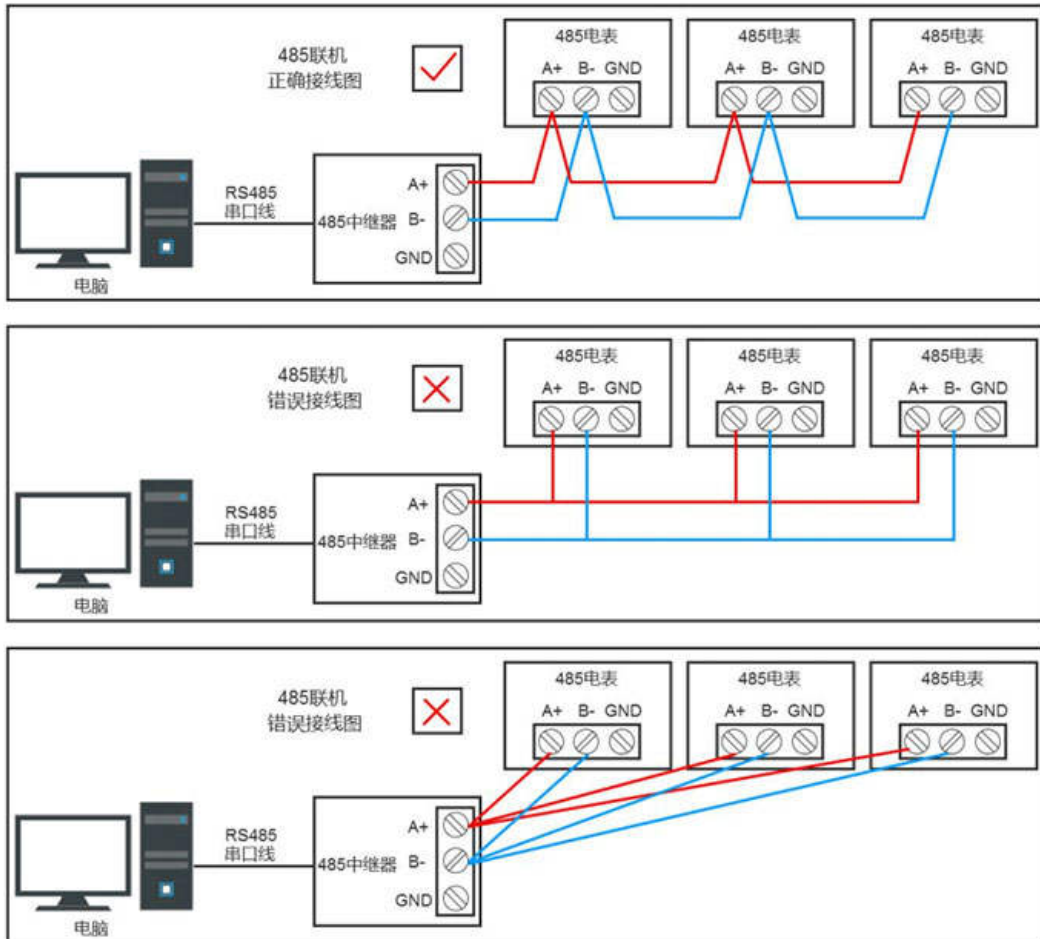 485联机
正确接线图
485电表
A+ B- GND
485电表
A+ B- GND
485电表
A+ B- GND
RS485
串口线
A+
485中继器 B-
GND
电脑
485联机
错误接线图
485电表
A+ B- GND
485电表
A+ B- GND
485电表
A+ B- GND
RS485
串口线
A+
485中继器 B-
GND
电脑
485联机
错误接线图
485电表
A+ B- GND
485电表
A+ B- GND
485电表
A+ B- GND
RS485
串口线
A+
485中继器 B-
GND
电脑